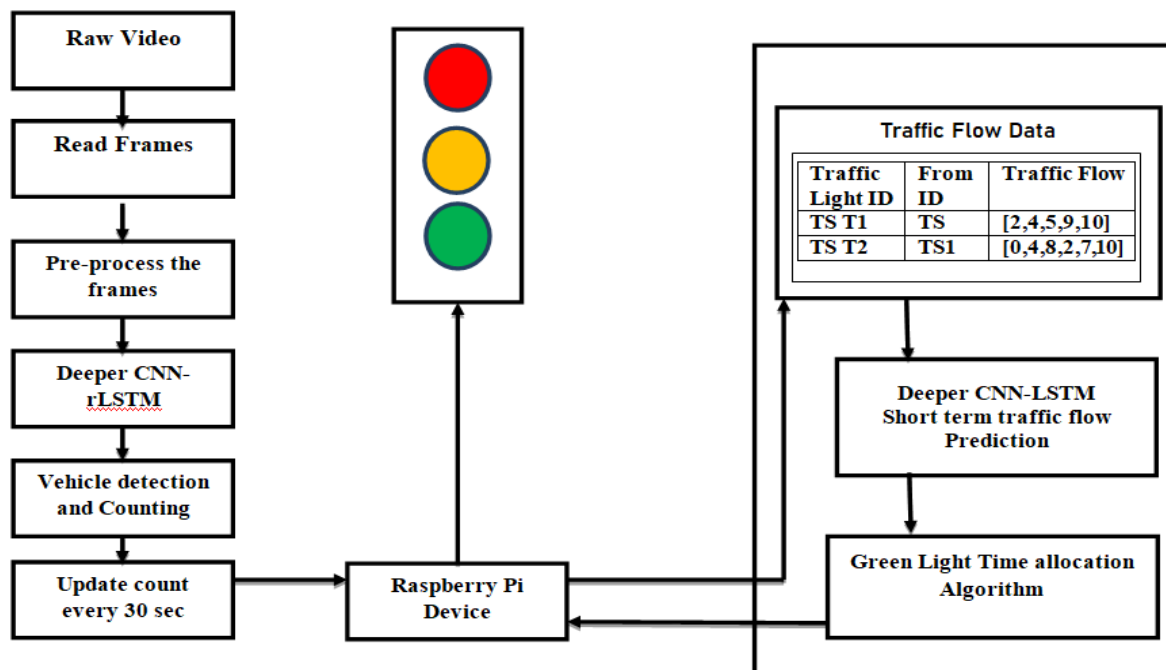 Raw Video
Read Frames
Pre-process the
frames
Deeper CNN-
rLSTM
Vehicle detection
and Counting
Update count
every 30 sec
Raspberry Pi
Device
Traffic Flow Data
Traffic Light ID From ID Traffic Flow
TS T1 TS [2,4,5,9,10]
TS T2 TS1 [0,4,8,2,7,10]
Deeper CNN-LSTM
Short term traffic flow
Prediction
Green Light Time allocation
Algorithm